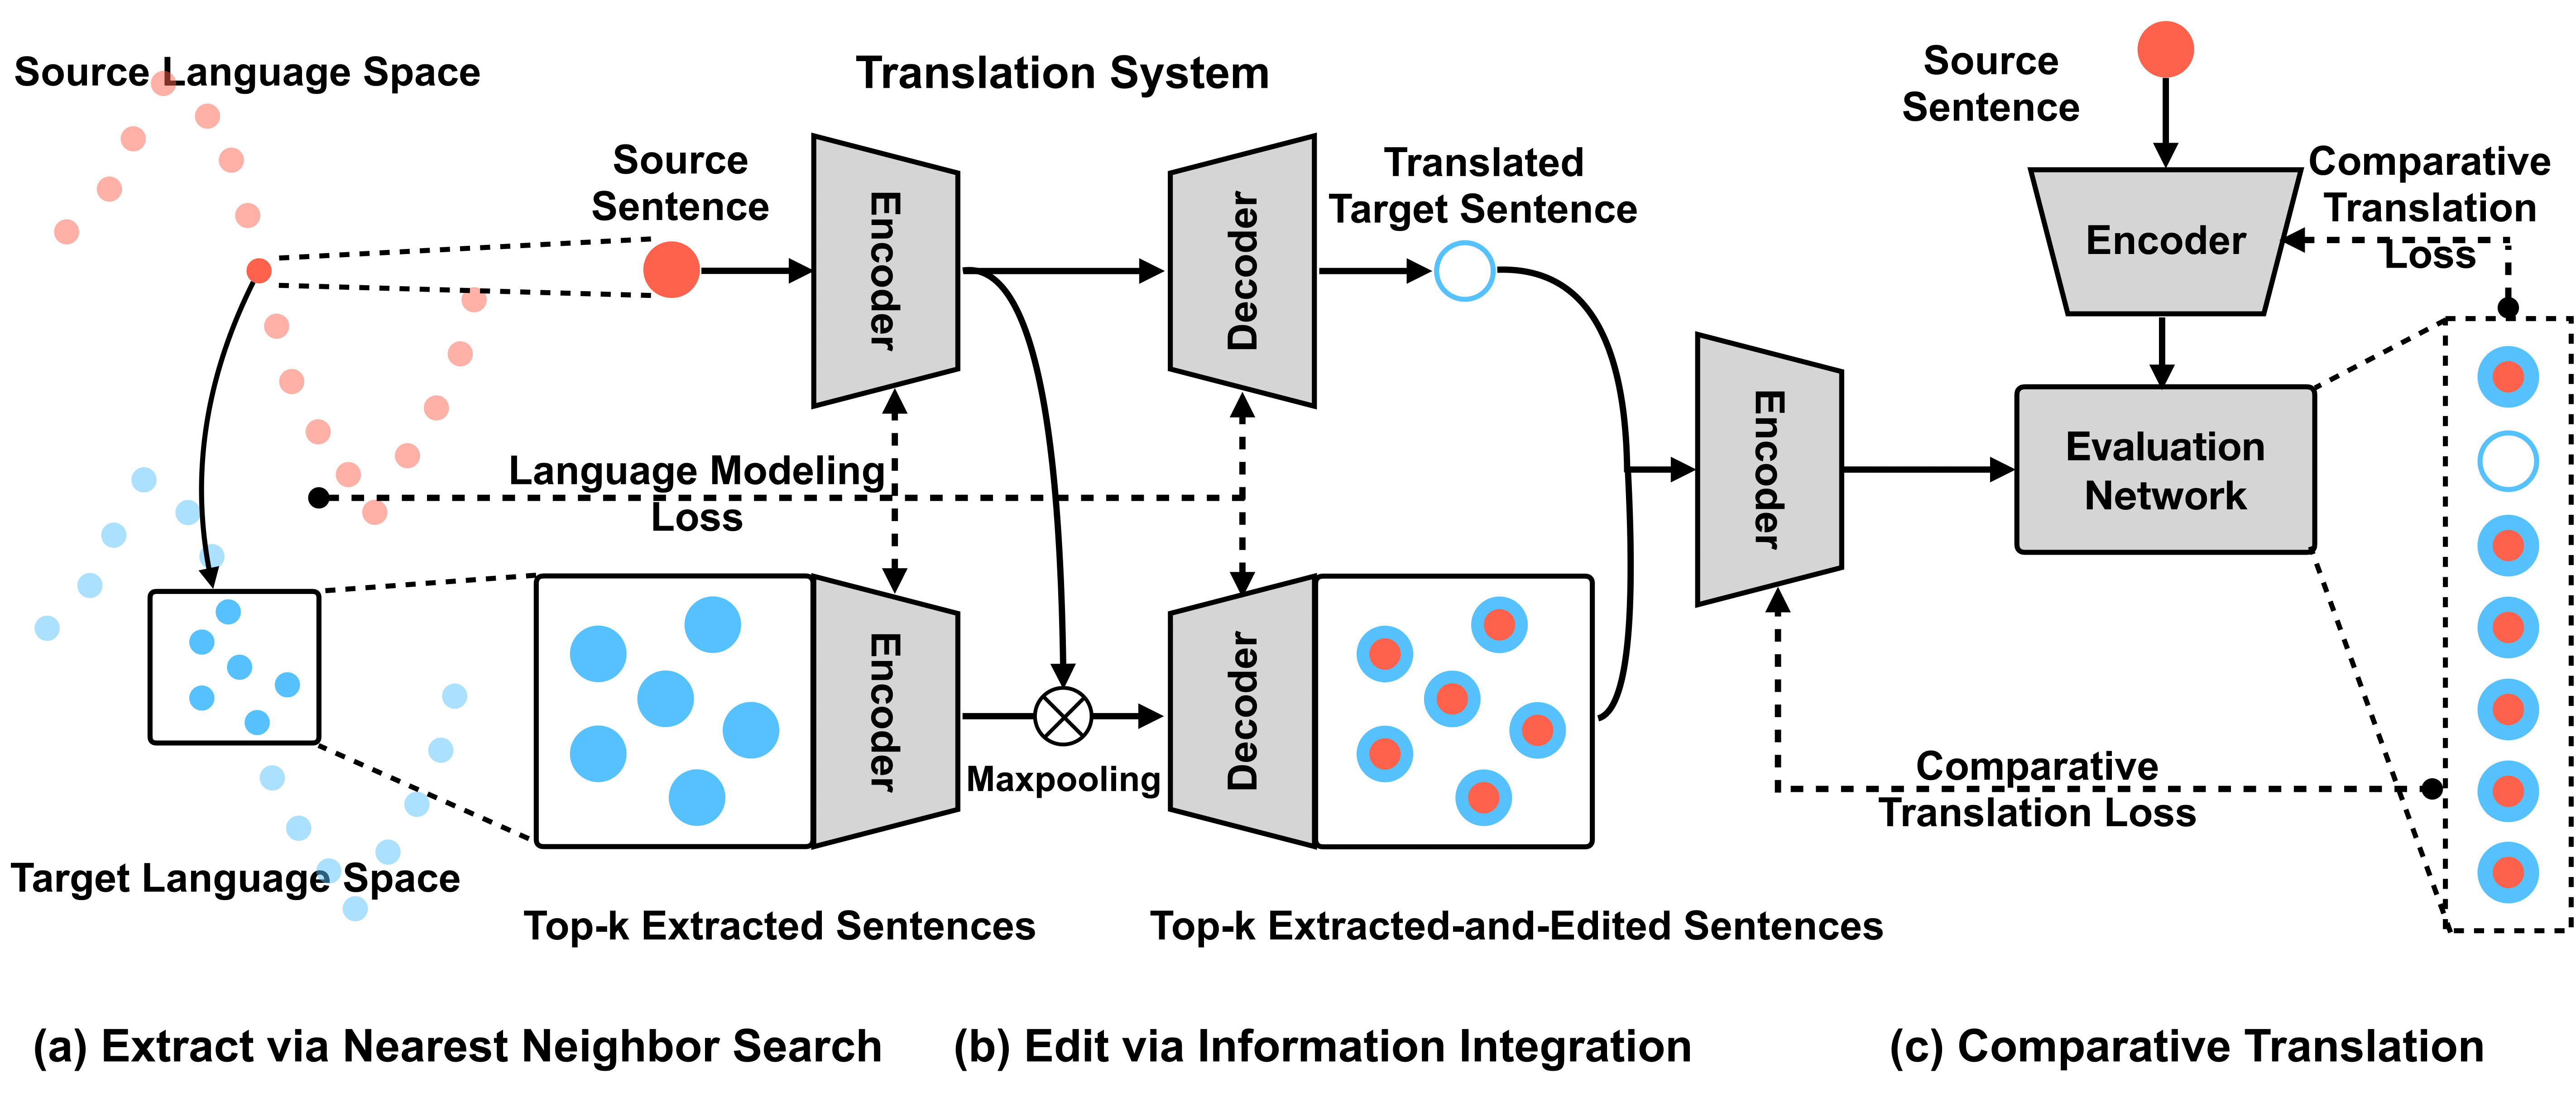 Source Language Space
Translation System
Source
Sentence
Encoder
Decoder
Translated
Target Sentence
Source
Sentence
Encoder
Comparative
Translation
Loss
Language Modeling
Loss
Encoder
Evaluation
Network
Encoder
Maxpooling
Decoder
Comparative
Translation Loss
Target Language Space
Top-k Extracted Sentences
Top-k Extracted-and-Edited Sentences
(a) Extract via Nearest Neighbor Search
(b) Edit via Information Integration
(c) Comparative Translation